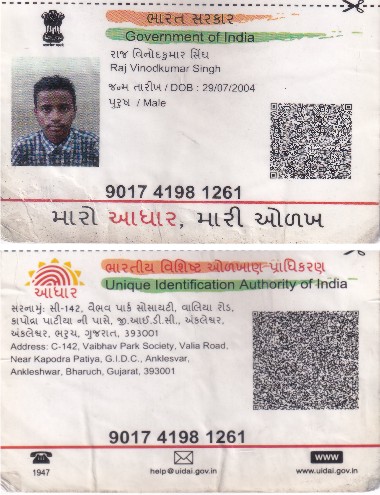 ભારત સરકાર
Government of India
રાજ વિનોદકુમાર સિંઘ
Raj Vinodkumar Singh
જન્મ તારીખ / DOB : 29/07/2004
પુરુષ / Male
9017 4198 1261
મારો આધાર, મારી ઓળખ
ભારતીય વિશિષ્ટ ઓળખાણ પ્રાધિકરણ
Unique Identification Authority of India
આધાર
સરનામું: સી-142, વૈભવ પાર્ક સોસાયટી, વાલિયા રોડ,
કાપોદ્રા પાટીયા ની પાસે, જી.આઈ.ડી.સી., અંકલેશ્વર,
અંકલેશ્વર, ભરુચ, ગુજરાત, 393001
Address: C-142, Vaibhav Park Society, Valia Road,
Near Kapodra Patiya, G.I.D.C., Anklesvar,
Ankleshwar, Bharuch, Gujarat, 393001
9017 4198 1261
1947
help@uidai.gov.in
WWW
www.uidai.gov.in